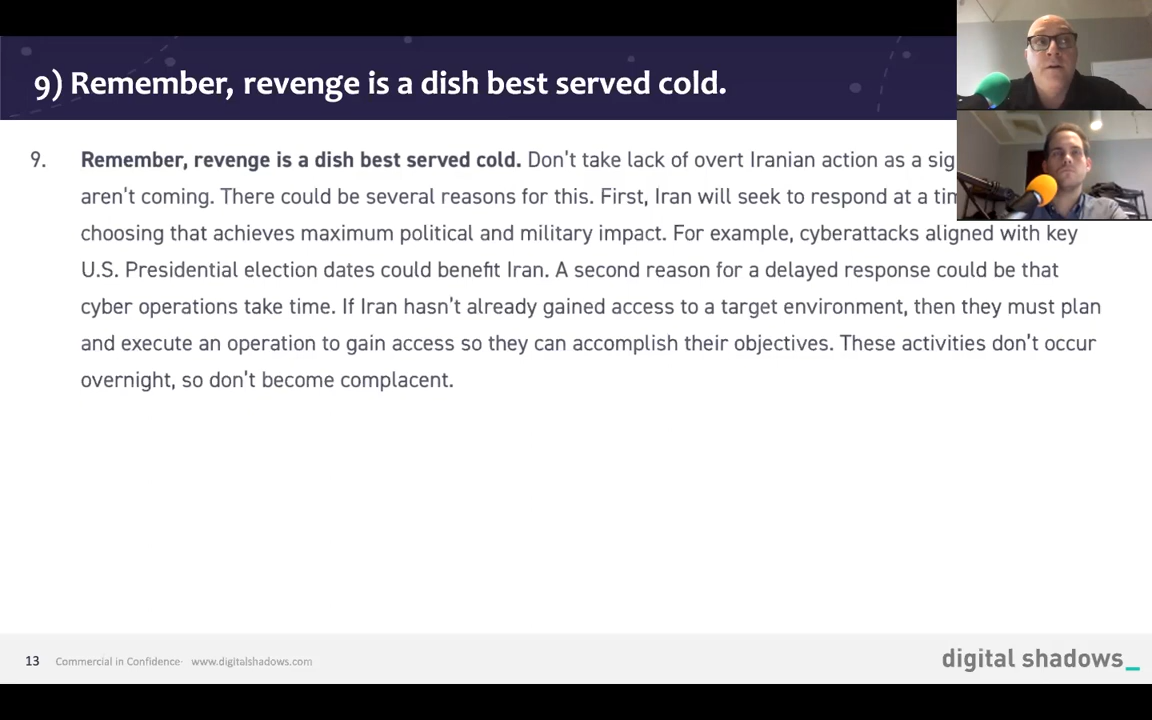 9) Remember, revenge is a dish best served cold.
9. Remember, revenge is a dish best served cold. Don't take lack of overt Iranian action as a
aren't coming. There could be several reasons for this. First, Iran will seek to respond at a
choosing that achieves maximum political and military impact. For example, cyberattacks aligned with key
U.S. Presidential election dates could benefit Iran. A second reason for a delayed response could be that
cyber operations take time. If Iran hasn't already gained access to a target environment, then they must plan
and execute an operation to gain access so they can accomplish their objectives. These activities don't occur
overnight, so don't become complacent.
13 Commercial in Confidence www.digitalshadows.com
digital shadows_